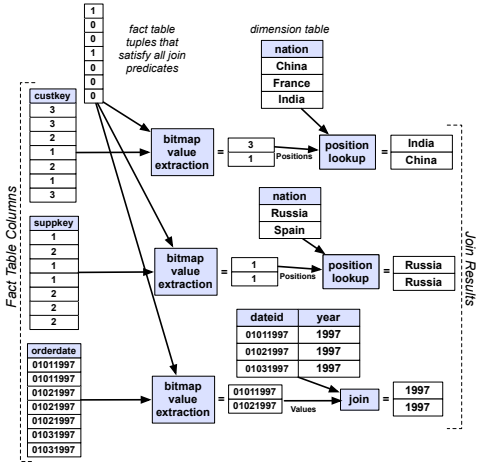 1
0
0
1
0
0
0
fact table
tuples that
satisfy all join
predicates
dimension table
nation
China
France
India
Fact Table Columns
custkey
3
3
2
1
2
1
3
bitmap
value
extraction
=
3
1
Positions
position
lookup
=
India
China
suppkey
1
2
1
1
2
2
2
bitmap
value
extraction
=
1
1
Positions
nation
Russia
Spain
position
lookup
=
Russia
Russia
Join Results
orderdate
01011997
01011997
01021997
01021997
01021997
01031997
01031997
bitmap
value
extraction
=
01011997
01021997
Values
dateid year
01011997 1997
01021997 1997
01031997 1997
join
=
1997
1997